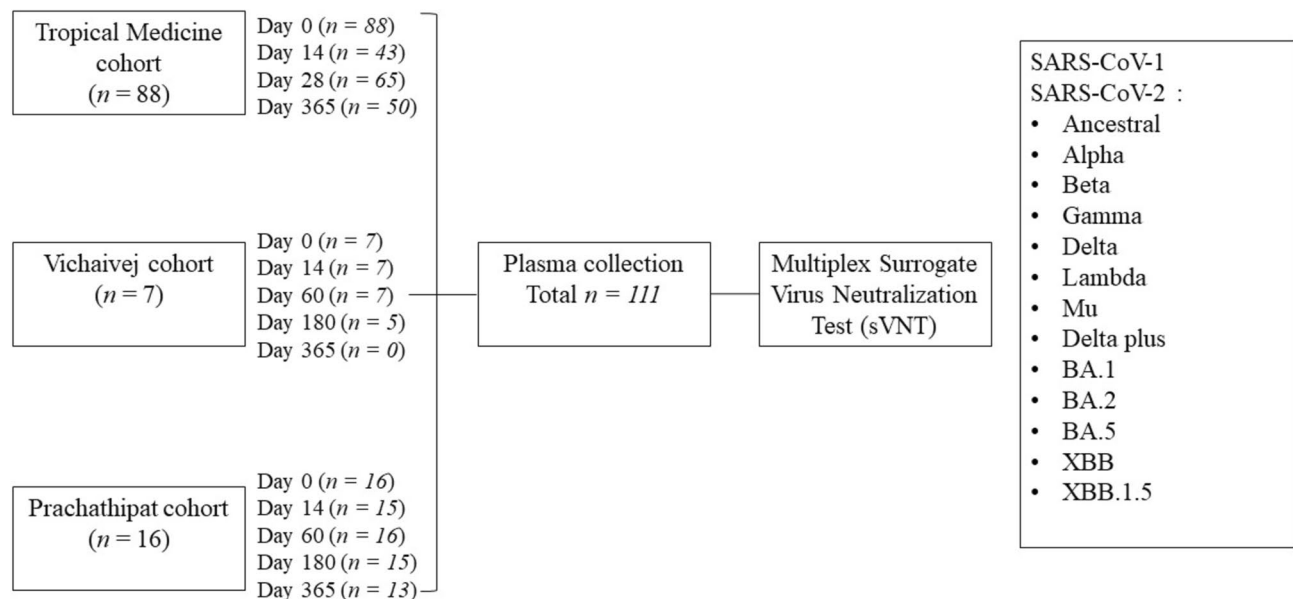 Tropical Medicine
cohort
(n = 88)
Day 0 (n = 88)
Day 14 (n = 43)
Day 28 (n = 65)
Day 365 (n = 50)
Vichaivej cohort
(n = 7)
Day 0 (n = 7)
Day 14 (n = 7)
Day 60 (n = 7)
Day 180 (n = 5)
Day 365 (n = 0)
Prachathipat cohort
(n = 16)
Day 0 (n = 16)
Day 14 (n = 15)
Day 60 (n = 16)
Day 180 (n = 15)
Day 365 (n = 13)
Plasma collection
Total n = 111
Multiplex Surrogate
Virus Neutralization
Test (sVNT)
SARS-CoV-1
SARS-CoV-2 :
• Ancestral
• Alpha
• Beta
• Gamma
• Delta
• Lambda
• Mu
• Delta plus
• BA.1
• BA.2
• BA.5
• XBB
• XBB.1.5